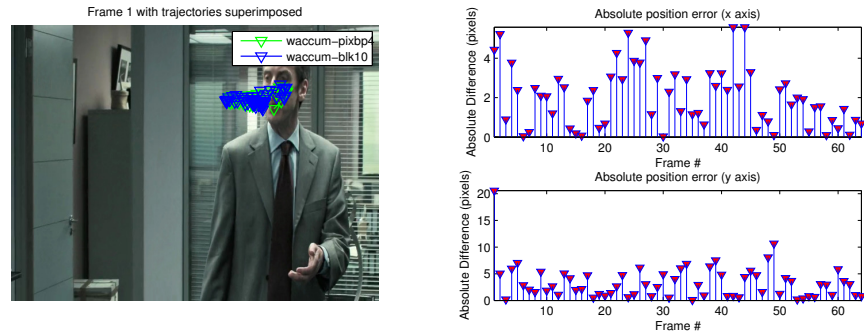 Frame 1 with trajectories superimposed
waccum-pixbp4
waccum-blk10
Absolute position error (x axis)
Absolute Difference (pixels)
4
2
0
10 20 30 40 50 60
Frame #
Absolute position error (y axis)
Absolute Difference (pixels)
20
15
10
5
0
10 20 30 40 50 60
Frame #